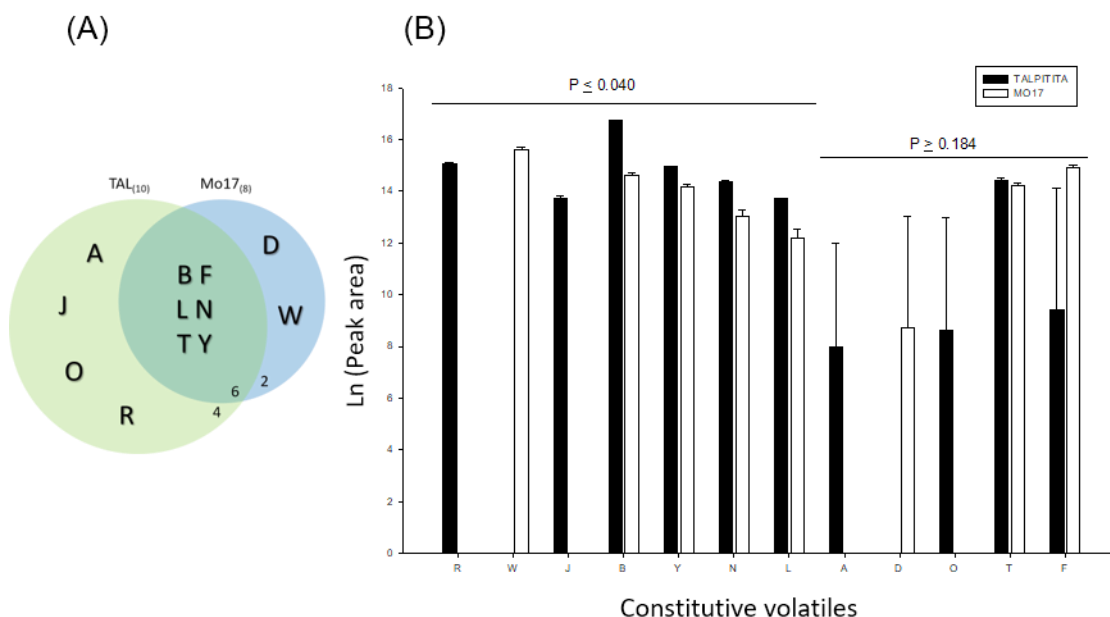 (A)
(B)
TAL(10)
Mo17(8)
A
D
B F
J
L N
W
T Y
O
R
6
2
4
TALPITITA
MO17
P ≤ 0.040
P ≥ 0.184
Ln (Peak area)
18
16
14
12
10
8
6
4
2
0
R W J B Y N L A D O T F
Constitutive volatiles